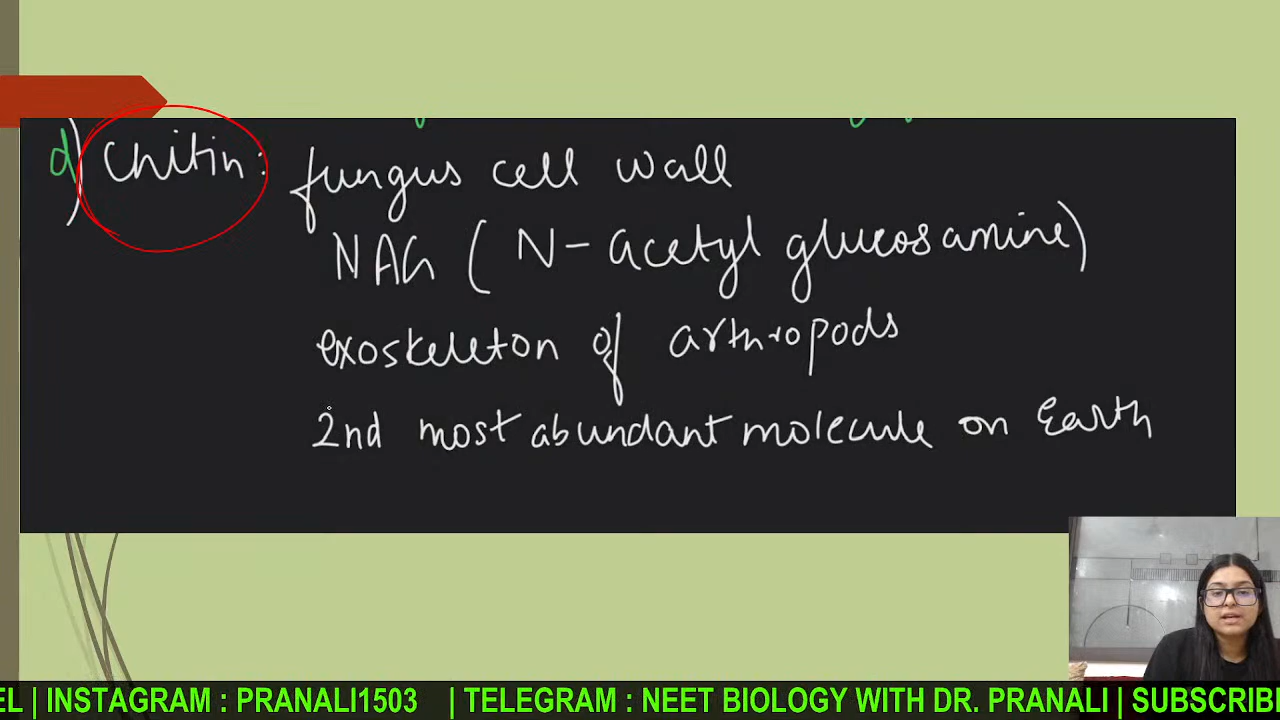 d) Chitin: fungus cell wall
NAG (N-acetyl glucosamine)
exoskeleton of arthropods
2nd most abundant molecule on Earth
EL | INSTAGRAM : PRANALI1503 | TELEGRAM : NEET BIOLOGY WITH DR. PRANALI | SUBSCRIBE